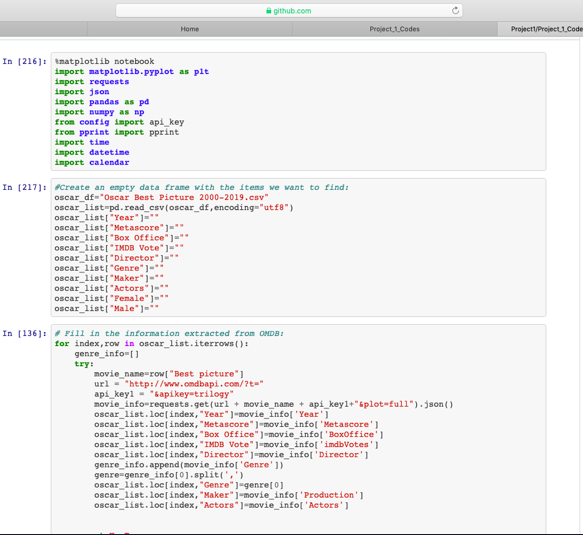 github.com
Home
Project_1_Codes
Project1/Project_1_Code
In [216]:
%matplotlib notebook
import matplotlib.pyplot as plt
import requests
import json
import pandas as pd
import numpy as np
from config import api_key
from pprint import pprint
import time
import datetime
import calendar
In [217]:
#Create an empty data frame with the items we want to find:
oscar_df="Oscar Best Picture 2000-2019.csv"
oscar_list=pd.read_csv(oscar_df,encoding="utf8")
oscar_list["Year"]=""
oscar_list["Metascore"]=""
oscar_list["Box Office"]=""
oscar_list["IMDB Vote"]=""
oscar_list["Director"]=""
oscar_list["Genre"]=""
oscar_list["Maker"]=""
oscar_list["Actors"]=""
oscar_list["Female"]=""
oscar_list["Male"]=""
In [136]:
# Fill in the information extracted from OMDB:
for index,row in oscar_list.iterrows():
    genre_info=[]
    try:
        movie_name=row["Best picture"]
        url = "http://www.omdbapi.com/?t="
        api_key1 = "&apikey=trilogy"
        movie_info=requests.get(url + movie_name + api_key1+"&plot=full").json()
        oscar_list.loc[index,"Year"]=movie_info['Year']
        oscar_list.loc[index,"Metascore"]=movie_info['Metascore']
        oscar_list.loc[index,"Box Office"]=movie_info['BoxOffice']
        oscar_list.loc[index,"IMDB Vote"]=movie_info['imdbVotes']
        oscar_list.loc[index,"Director"]=movie_info['Director']
        genre_info.append(movie_info['Genre'])
        genre=genre_info[0].split(',')
        oscar_list.loc[index,"Genre"]=genre[0]
        oscar_list.loc[index,"Maker"]=movie_info['Production']
        oscar_list.loc[index,"Actors"]=movie_info['Actors']